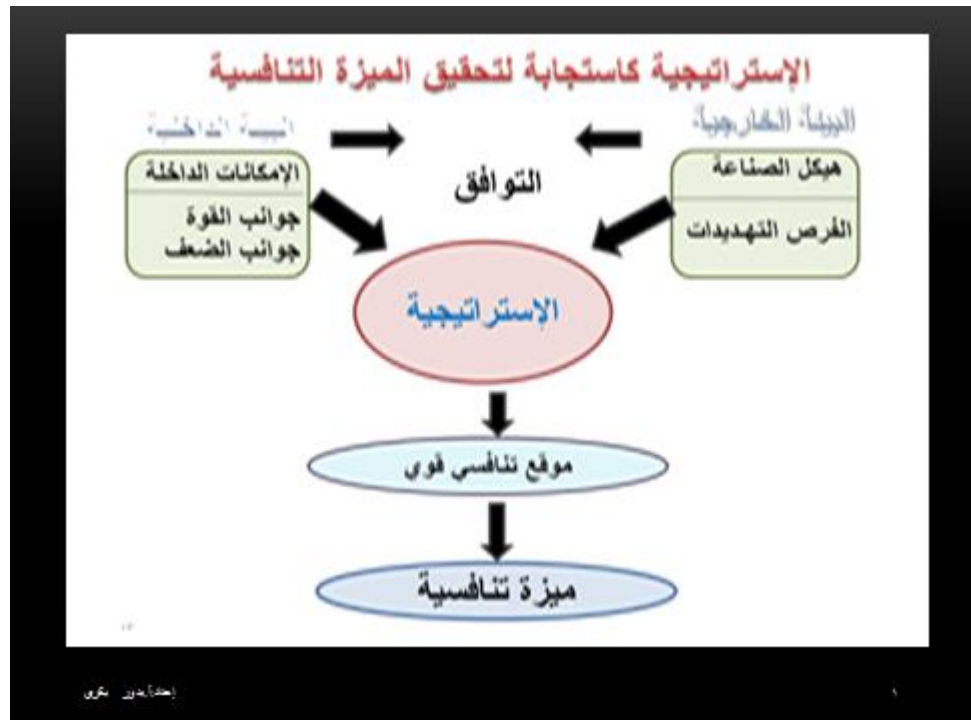 الإستراتيجية كاستجابة لتحقيق الميزة التنافسية
البيئة الخارجية
البيئة الداخلية
هيكل الصناعة
الفرص التهديدات
التوافق
الإمكانات الداخلة
جوانب القوة
جوانب الضعف
الإستراتيجية
موقع تنافسي قوي
ميزة تنافسية
١